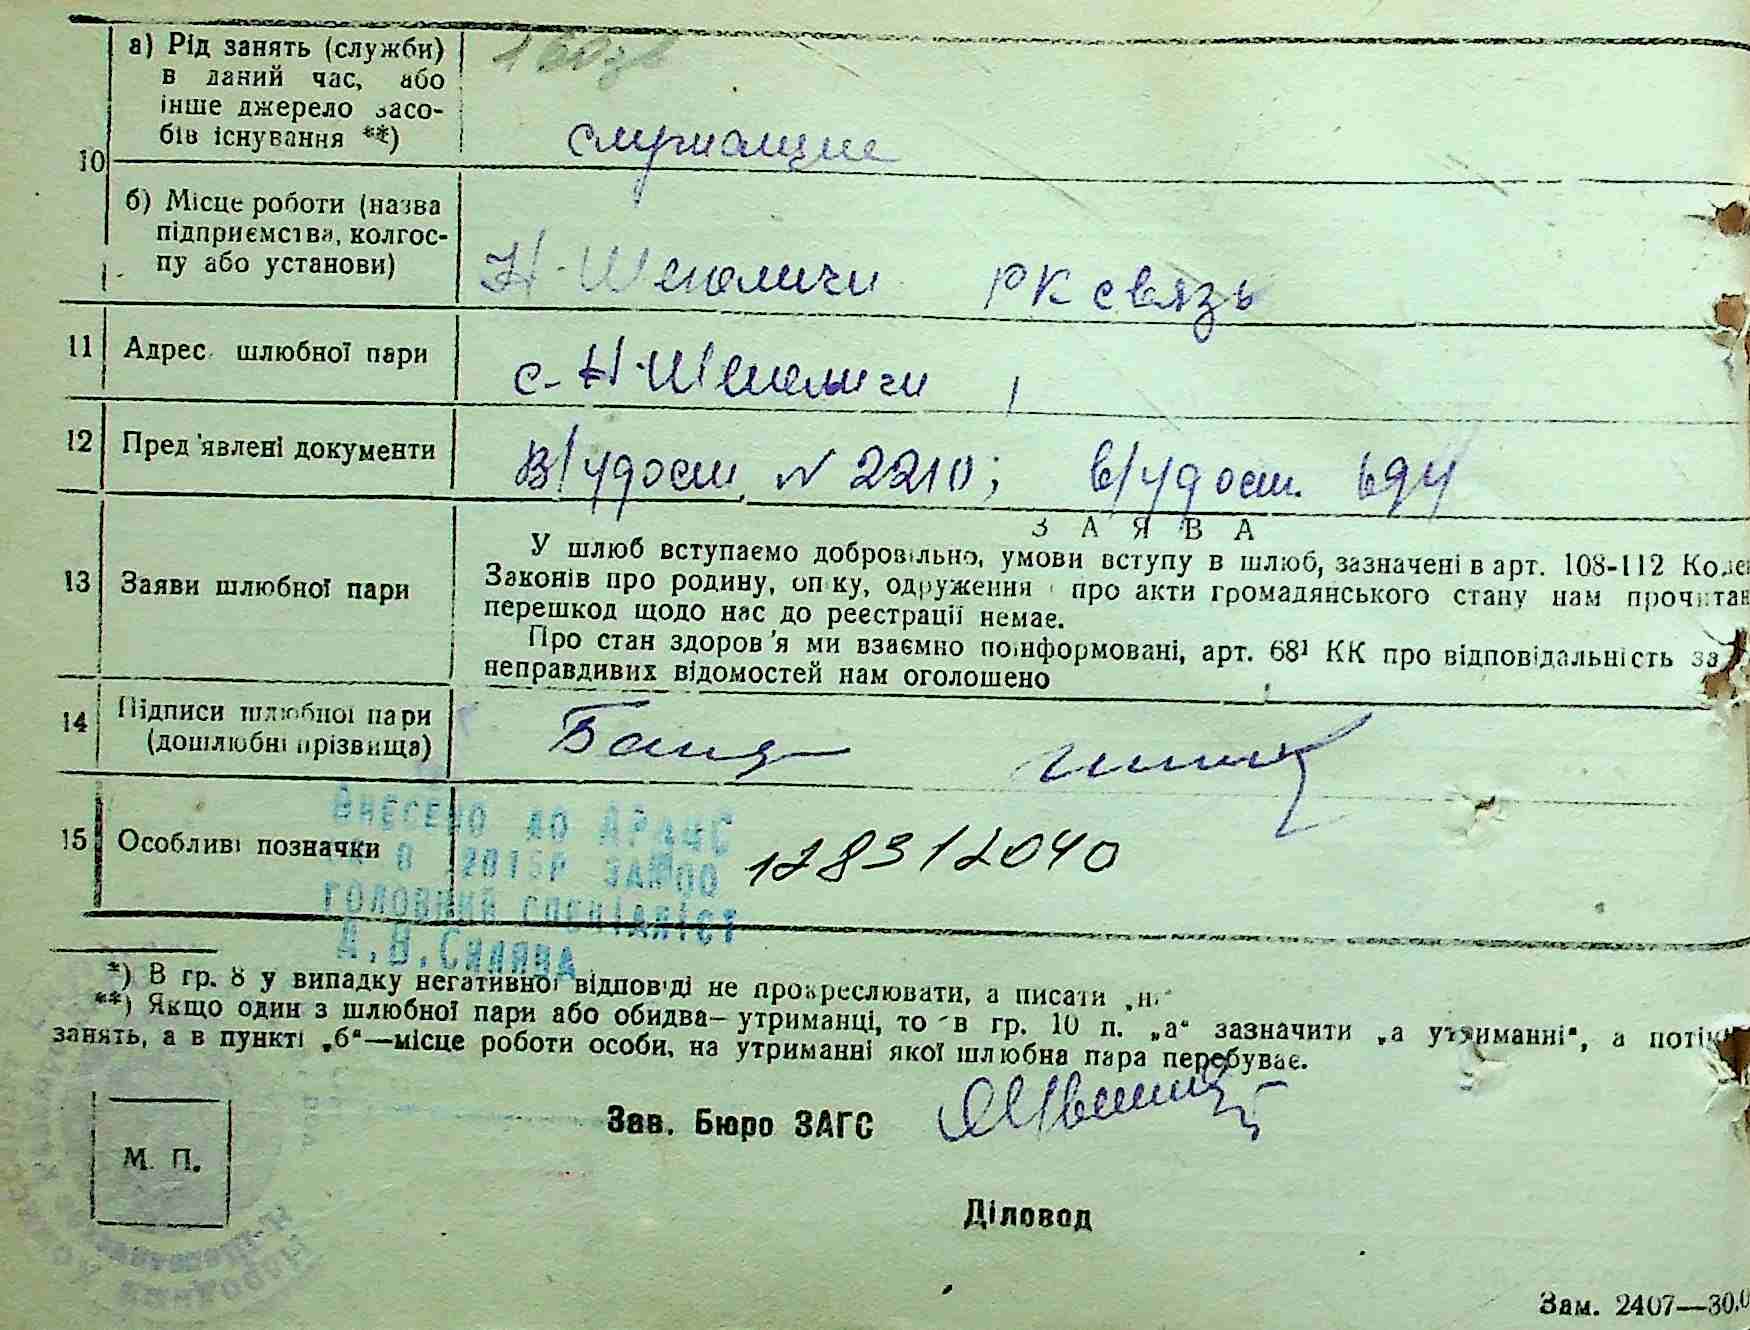 10
а) Рід занять (служби)
в даний час, або
інше джерело засо-
бів існування **)
служащие
б) Місце роботи (назва
підприємства, колгос-
пу або установи)
Н-Шепеличи РК связь
11 Адрес шлюбної пари
с. Н-Шепеличи
12 Пред'явлені документи
в/удост. N 2210; в/удост. 694
13 Заяви шлюбної пари
ЗАЯВА
У шлюб вступаємо добровільно, умови вступу в шлюб, зазначені в арт. 108-112 Коде
Законів про родину, опіку, одруження і про акти громадянського стану нам прочитан
перешкод щодо нас до реєстрації немає.
Про стан здоров'я ми взаємно поінформовані, арт. 68¹ КК про відповідальність за
неправдивих відомостей нам оголошено
14 Підписи шлюбної пари
(дошлюбні прізвища)
15 Особливі позначки
128312040
Внесено до ДРАЦС
2015р
головний спеціаліст
*) В гр. 8 у випадку негативної відповіді не прокреслювати, а писати „ні"
**) Якщо один з шлюбної пари або обидва— утриманці, то в гр. 10 п. „а" зазначити „а утриманні", а потім
занять, а в пункті „б"—місце роботи особи, на утриманні якої шлюбна пара перебуває.
Зав. Бюро ЗАГС
М. П.
Діловод
Зам. 2407—30.0